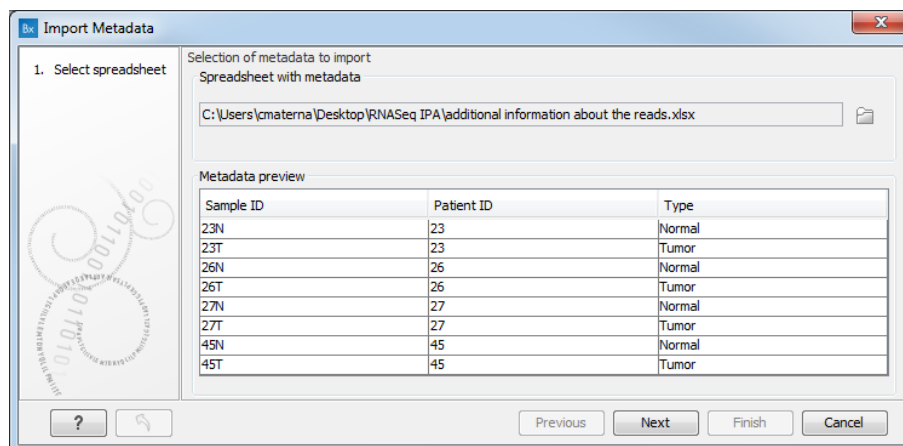 Bx Import Metadata
1. Select spreadsheet
Selection of metadata to import
Spreadsheet with metadata
C:\Users\cmaterna\Desktop\RNASeq IPA\additional information about the reads.xlsx
Metadata preview
Sample ID Patient ID Type
23N 23 Normal
23T 23 Tumor
26N 26 Normal
26T 26 Tumor
27N 27 Normal
27T 27 Tumor
45N 45 Normal
45T 45 Tumor
? Previous Next Finish Cancel